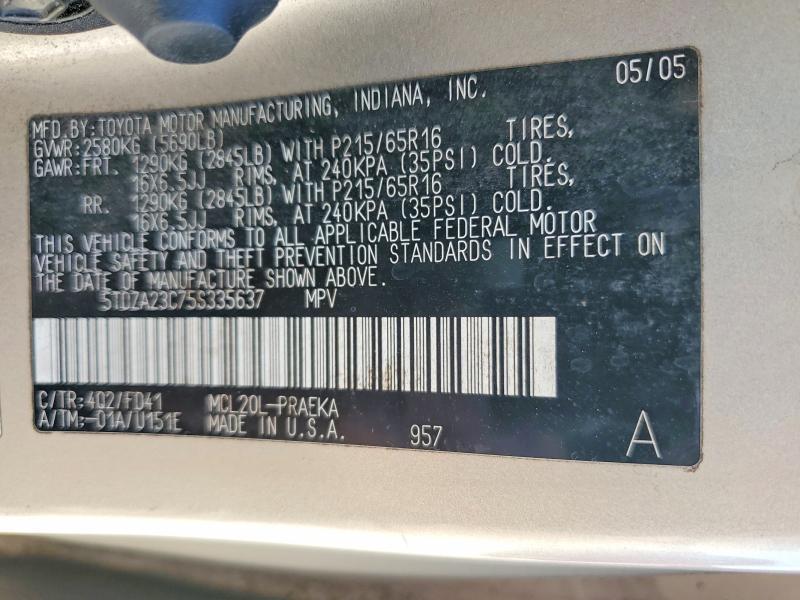 05/05
MFD.BY:TOYOTA MOTOR MANUFACTURING, INDIANA, INC.
GVWR:2580KG (5690LB)
GAWR:FRT. 1290KG (2845LB) WITH P215/65R16 TIRES,
16X6.5JJ RIMS, AT 240KPA (35PSI) COLD.
RR. 1290KG (2845LB) WITH P215/65R16 TIRES,
16X6.5JJ RIMS, AT 240KPA (35PSI) COLD.
THIS VEHICLE CONFORMS TO ALL APPLICABLE FEDERAL MOTOR
VEHICLE SAFETY AND THEFT PREVENTION STANDARDS IN EFFECT ON
THE DATE OF MANUFACTURE SHOWN ABOVE.
5TDZA23C75S335637 MPV
C/TR:4Q2/FD41 MCL20L-PRAEKA
A/TM:-01A/U151E MADE IN U.S.A. 957 A